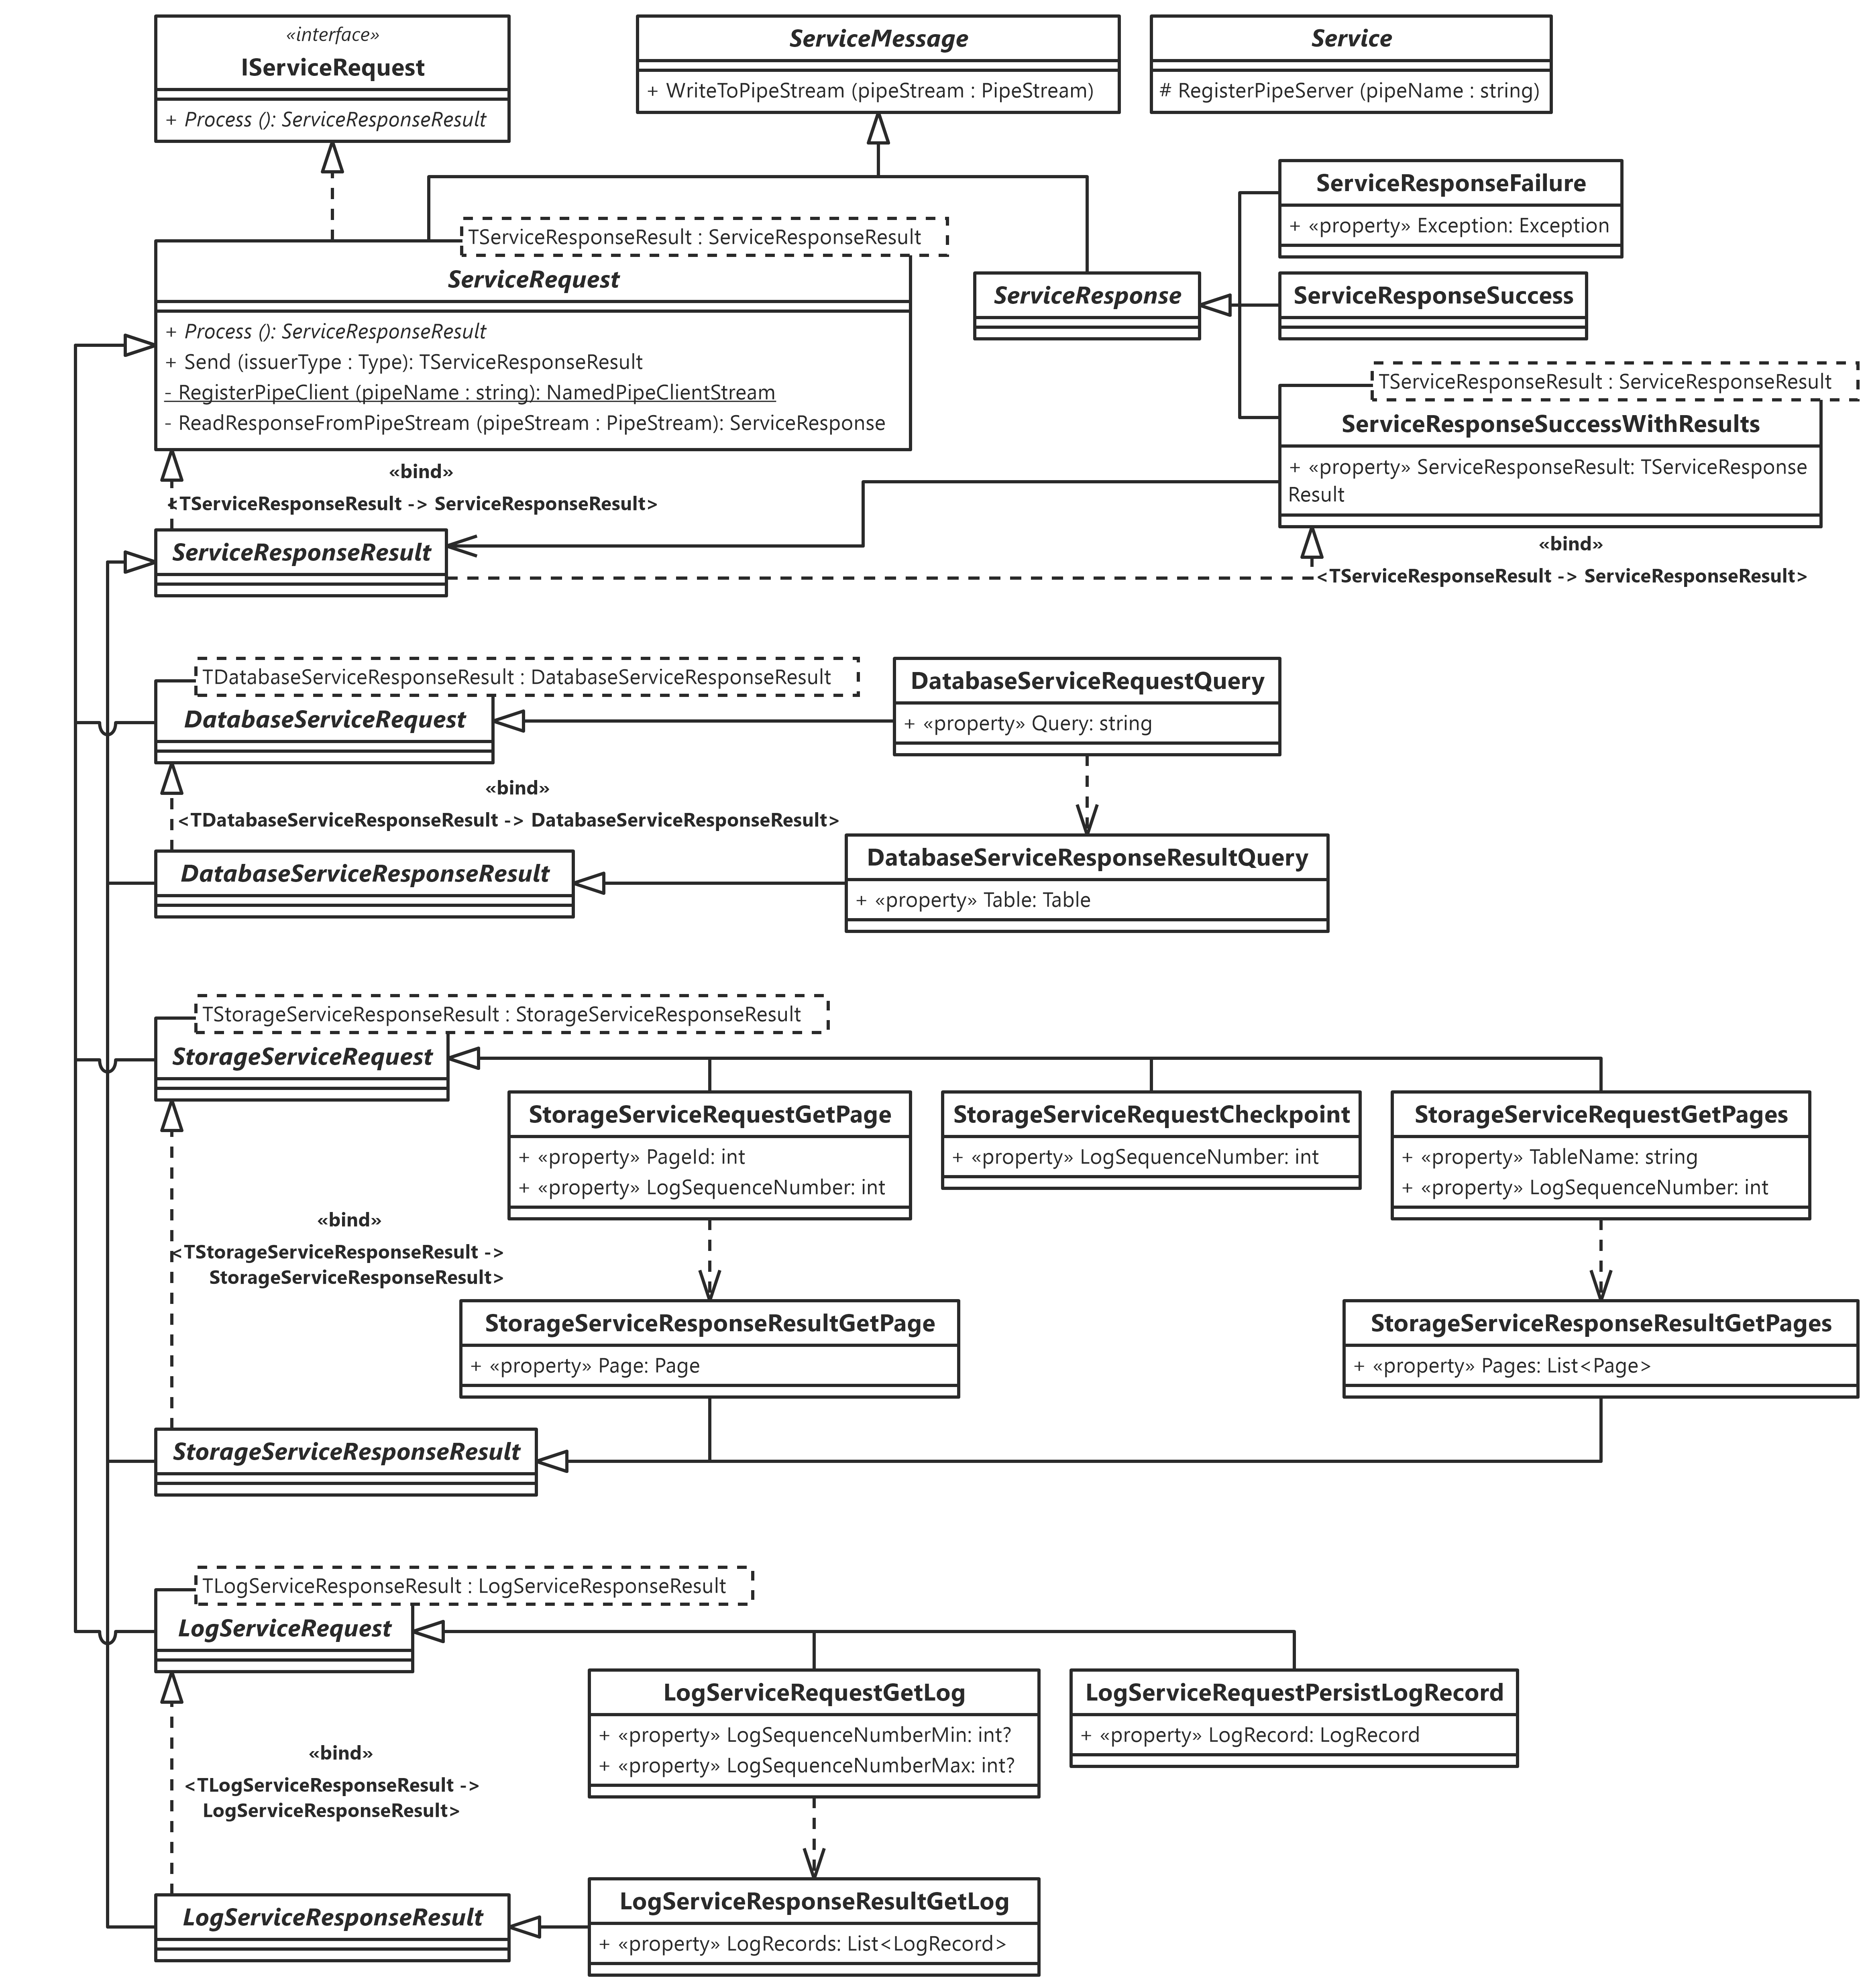 «interface»
IServiceRequest
+ Process (): ServiceResponseResult
ServiceMessage
+ WriteToPipeStream (pipeStream : PipeStream)
Service
# RegisterPipeServer (pipeName : string)
ServiceResponseFailure
+ «property» Exception: Exception
TServiceResponseResult : ServiceResponseResult
ServiceRequest
+ Process (): ServiceResponseResult
+ Send (issuerType : Type): TServiceResponseResult
- RegisterPipeClient (pipeName : string): NamedPipeClientStream
- ReadResponseFromPipeStream (pipeStream : PipeStream): ServiceResponse
ServiceResponse
ServiceResponseSuccess
TServiceResponseResult : ServiceResponseResult
ServiceResponseSuccessWithResults
+ «property» ServiceResponseResult: TServiceResponse
Result
«bind»
<TServiceResponseResult -> ServiceResponseResult>
ServiceResponseResult
«bind»
<TServiceResponseResult -> ServiceResponseResult>
TDatabaseServiceResponseResult : DatabaseServiceResponseResult
DatabaseServiceRequest
DatabaseServiceRequestQuery
+ «property» Query: string
«bind»
<TDatabaseServiceResponseResult -> DatabaseServiceResponseResult>
DatabaseServiceResponseResult
DatabaseServiceResponseResultQuery
+ «property» Table: Table
TStorageServiceResponseResult : StorageServiceResponseResult
StorageServiceRequest
StorageServiceRequestGetPage
+ «property» PageId: int
+ «property» LogSequenceNumber: int
StorageServiceRequestCheckpoint
+ «property» LogSequenceNumber: int
StorageServiceRequestGetPages
+ «property» TableName: string
+ «property» LogSequenceNumber: int
«bind»
<TStorageServiceResponseResult ->
StorageServiceResponseResult>
StorageServiceResponseResultGetPage
+ «property» Page: Page
StorageServiceResponseResultGetPages
+ «property» Pages: List<Page>
StorageServiceResponseResult
TLogServiceResponseResult : LogServiceResponseResult
LogServiceRequest
LogServiceRequestGetLog
+ «property» LogSequenceNumberMin: int?
+ «property» LogSequenceNumberMax: int?
LogServiceRequestPersistLogRecord
+ «property» LogRecord: LogRecord
«bind»
<TLogServiceResponseResult ->
LogServiceResponseResult>
LogServiceResponseResult
LogServiceResponseResultGetLog
+ «property» LogRecords: List<LogRecord>